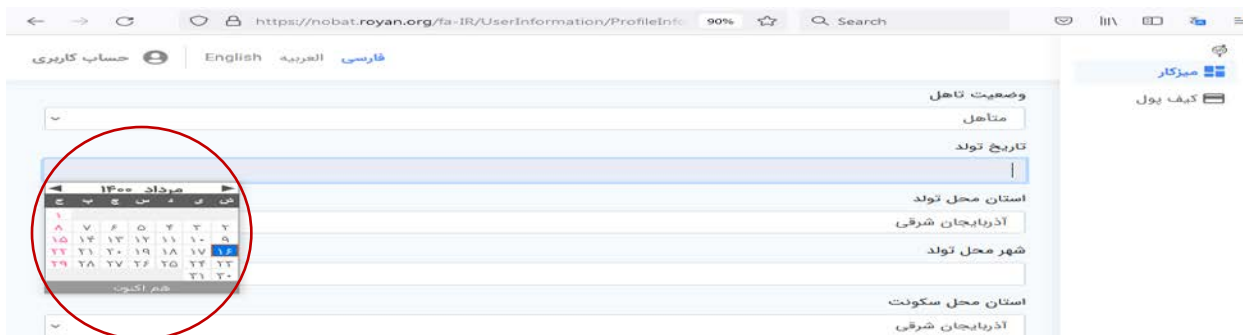 https://nobat.royan.org/fa-IR/UserInformation/ProfileInfo 90% Search
فارسی العربیه English حساب کاربری
میزکار
کیف پول
وضعیت تاهل
متأهل
تاریخ تولد
مرداد ۱۴۰۰
ش ی د س چ پ ج
۱
۲ ۳ ۴ ۵ ۶ ۷ ۸
۹ ۱۰ ۱۱ ۱۲ ۱۳ ۱۴ ۱۵
۱۶ ۱۷ ۱۸ ۱۹ ۲۰ ۲۱ ۲۲
۲۳ ۲۴ ۲۵ ۲۶ ۲۷ ۲۸ ۲۹
۳۰ ۳۱
هم اکنون
استان محل تولد
آذربایجان شرقی
شهر محل تولد
استان محل سکونت
آذربایجان شرقی